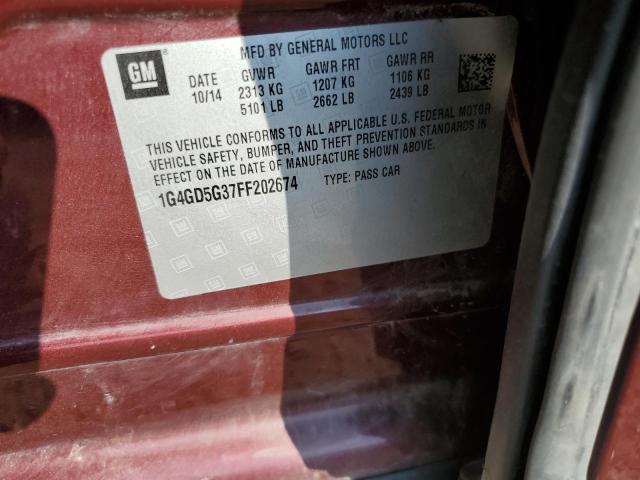 GM
MFD BY GENERAL MOTORS LLC
DATE GVWR GAWR FRT GAWR RR
10/14 2313 KG 1207 KG 1106 KG
5101 LB 2662 LB 2439 LB
THIS VEHICLE CONFORMS TO ALL APPLICABLE U.S. FEDERAL MOTOR
VEHICLE SAFETY, BUMPER, AND THEFT PREVENTION STANDARDS IN
EFFECT ON THE DATE OF MANUFACTURE SHOWN ABOVE.
1G4GD5G37FF202674 TYPE: PASS CAR